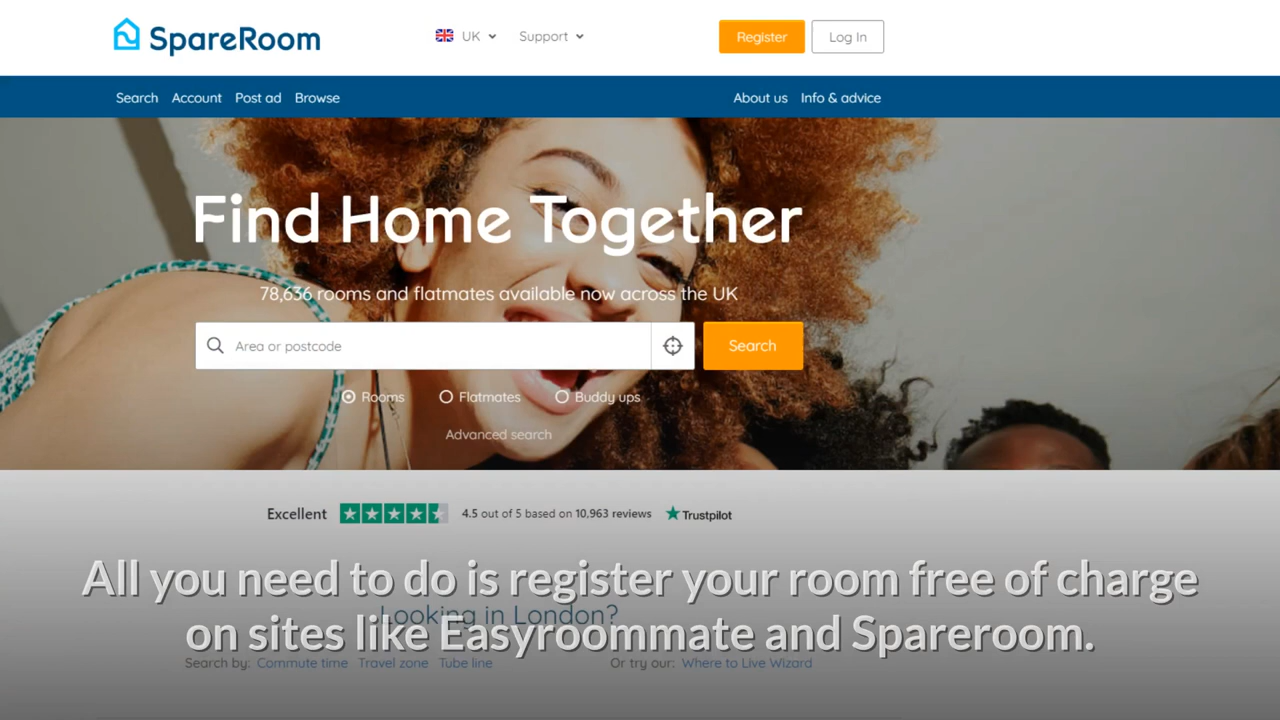 SpareRoom
UK Support
Register Log In
Search Account Post ad Browse
About us Info & advice
Find Home Together
78,636 rooms and flatmates available now across the UK
Area or postcode
Search
Rooms Flatmates Buddy ups
Advanced search
Excellent 4.5 out of 5 based on 10,963 reviews Trustpilot
All you need to do is register your room free of charge
Looking in London?
on sites like Easyroommate and Spareroom.
Search by: Commute time Travel zone Tube line
Or try our: Where to Live Wizard